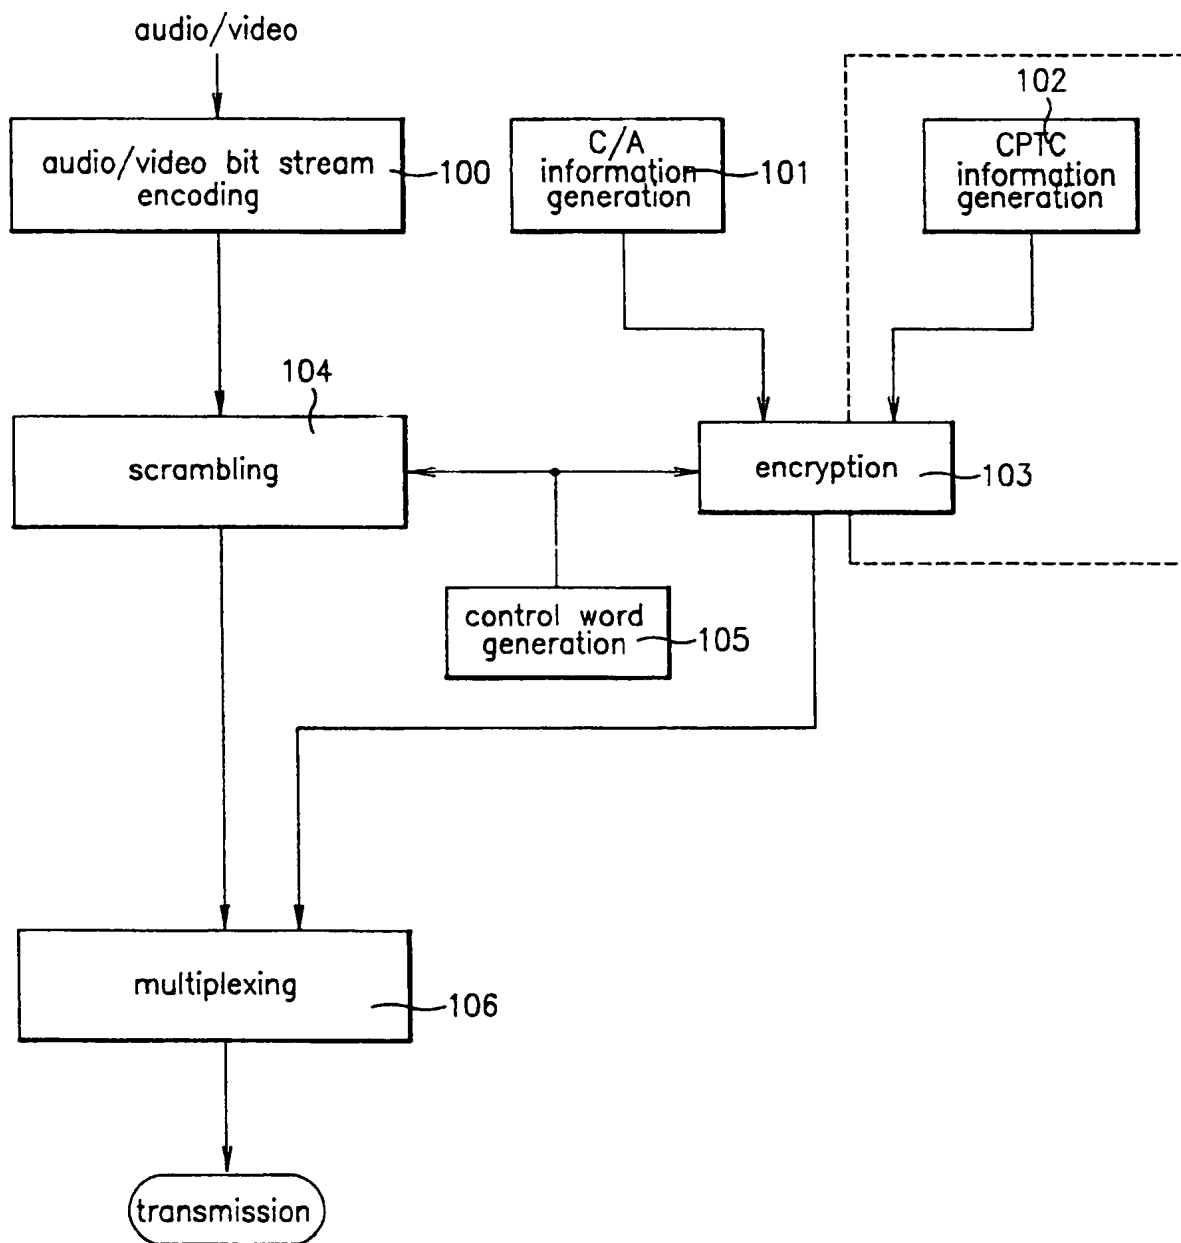 audio/video
audio/video bit stream
encoding
100
C/A
information
generation
101
102
CPTC
information
generation
104
scrambling
encryption
103
control word
generation
105
multiplexing
106
transmission